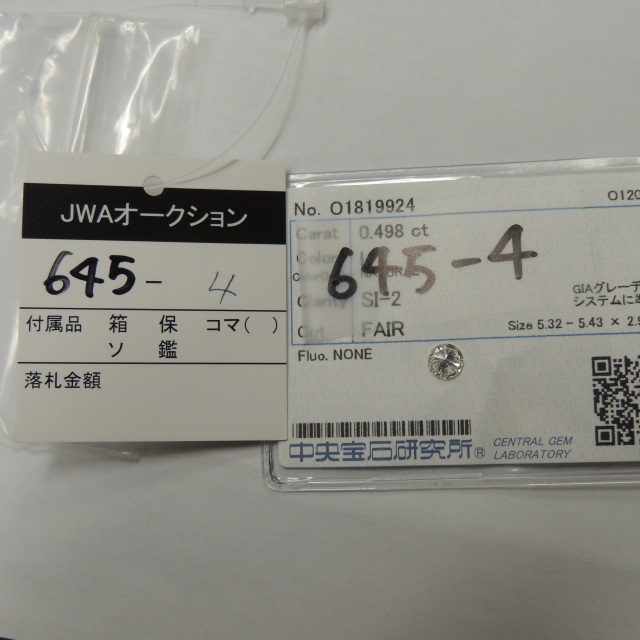 JWAオークション
645-4
付属品 箱 保 コマ( )
ソ 鑑
落札金額
No. O1819924
O120
Carat 0.498 ct
Color
645-4
Clarity SI-2
GIAグレーデ
システムに準
Cut FAIR
Size 5.32 - 5.43 × 2.9
Fluo. NONE
中央宝石研究所® CENTRAL GEM
LABORATORY